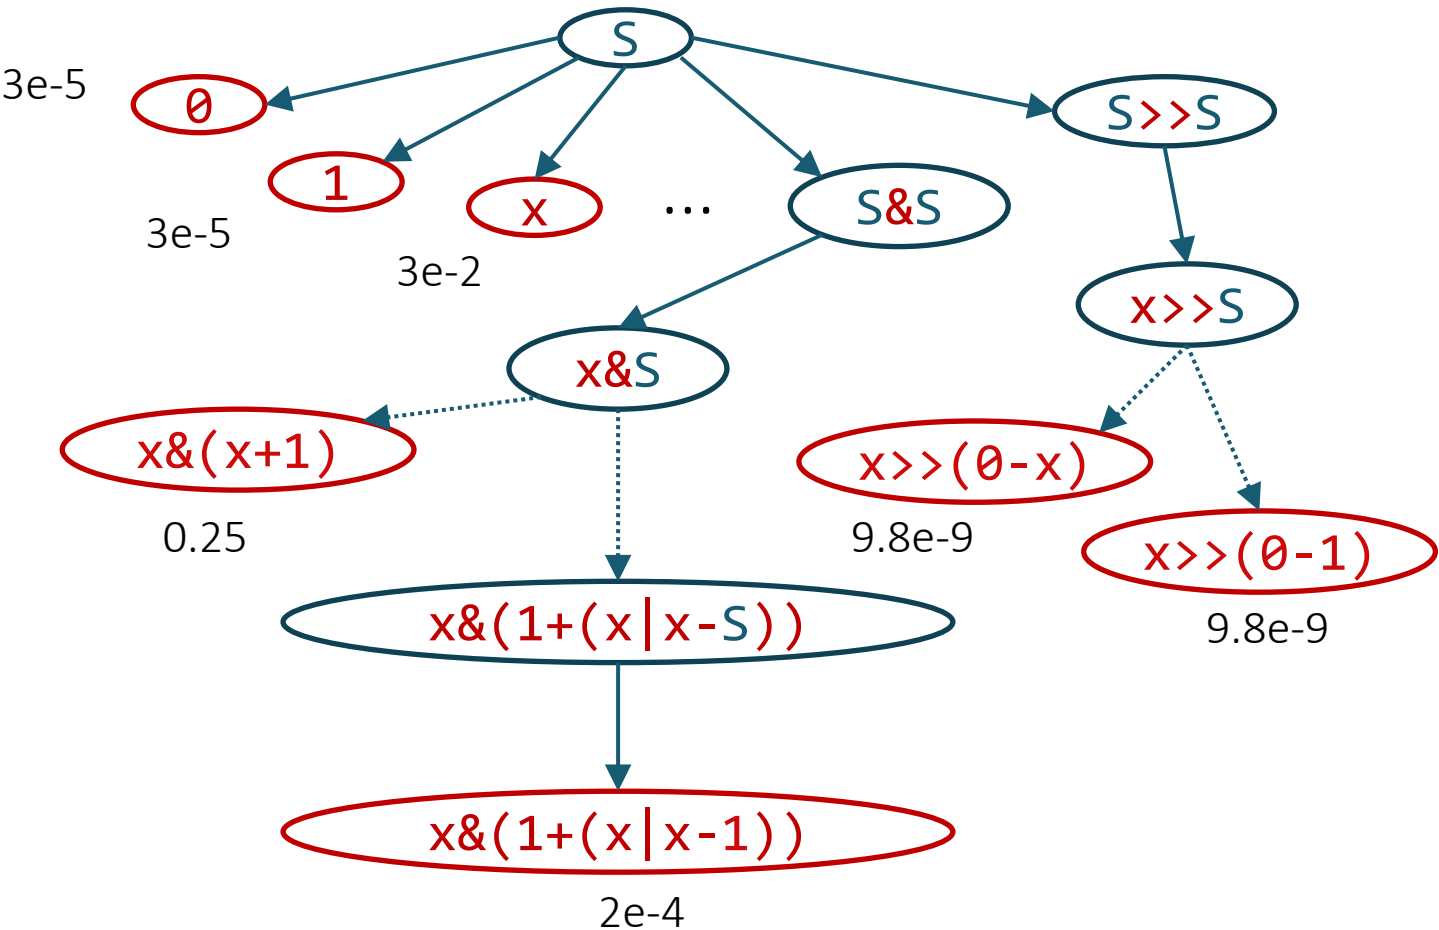 S
3e-5
0
S>>S
1
x
...
S&S
3e-5
3e-2
x>>S
x&S
x&(x+1)
x>>(0-x)
0.25
9.8e-9
x>>(0-1)
x&(1+(x|x-S))
9.8e-9
x&(1+(x|x-1))
2e-4